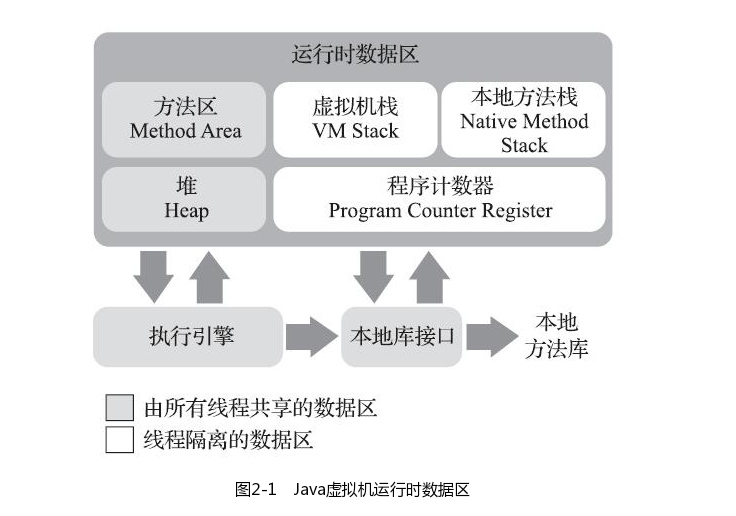 运行时数据区
方法区
Method Area
虚拟机栈
VM Stack
本地方法栈
Native Method
Stack
堆
Heap
程序计数器
Program Counter Register
执行引擎
本地库接口
本地
方法库
由所有线程共享的数据区
线程隔离的数据区
图2-1 Java虚拟机运行时数据区